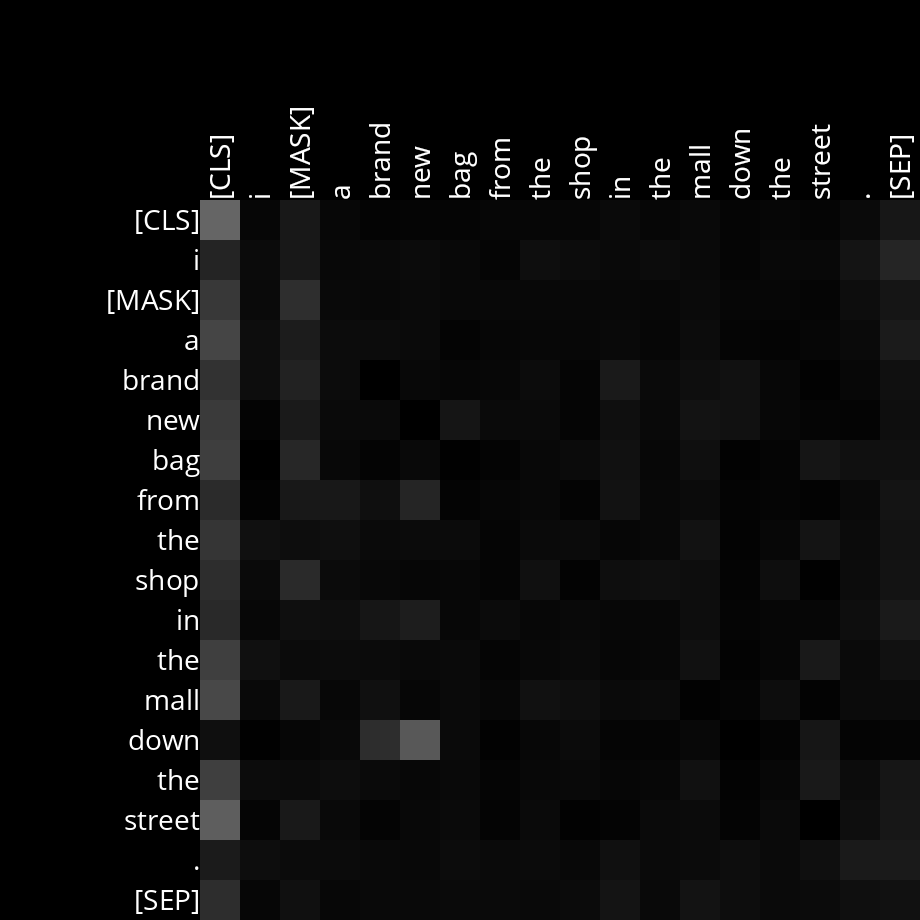 [CLS] i [MASK] a brand new bag from the shop in the mall down the street . [SEP]
[CLS]
i
[MASK]
a
brand
new
bag
from
the
shop
in
the
mall
down
the
street
.
[SEP]